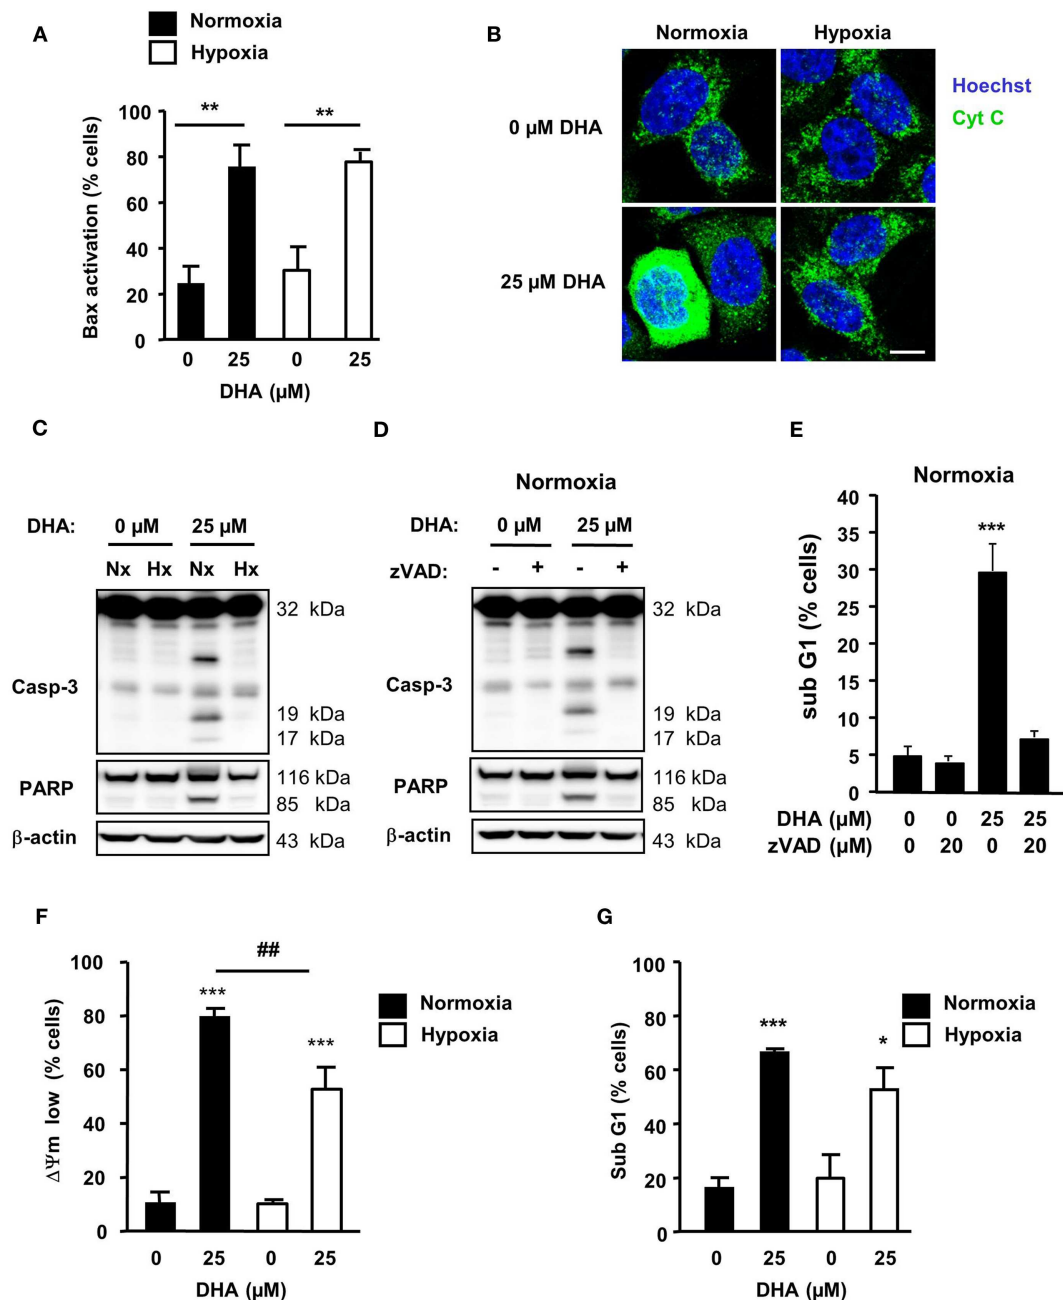 A
Normoxia
Hypoxia
Bax activation (% cells)
100
80
60
40
20
0
**
**
0 25 0 25
DHA (µM)
B
Normoxia Hypoxia
0 µM DHA
25 µM DHA
Hoechst
Cyt C
C
DHA: 0 µM 25 µM
Nx Hx Nx Hx
Casp-3
32 kDa
19 kDa
17 kDa
PARP
116 kDa
85 kDa
β-actin
43 kDa
D
Normoxia
DHA: 0 µM 25 µM
zVAD: - + - +
Casp-3
32 kDa
19 kDa
17 kDa
PARP
116 kDa
85 kDa
β-actin
43 kDa
E
Normoxia
sub G1 (% cells)
40
35
30
25
20
15
10
5
0
***
DHA (µM) 0 0 25 25
zVAD (µM) 0 20 0 20
F
ΔΨm low (% cells)
100
80
60
40
20
0
##
***
***
Normoxia
Hypoxia
0 25 0 25
DHA (µM)
G
Sub G1 (% cells)
100
80
60
40
20
0
***
*
Normoxia
Hypoxia
0 25 0 25
DHA (µM)